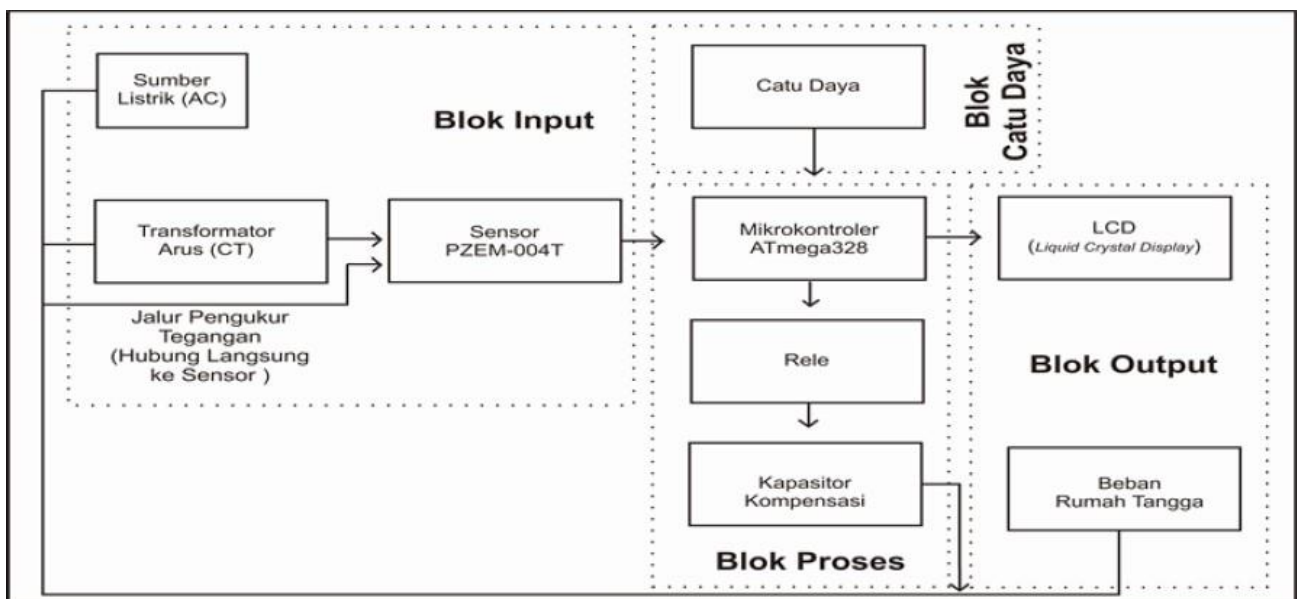 Sumber
Listrik (AC)
Blok Input
Transformator
Arus (CT)
Sensor
PZEM-004T
Jalur Pengukur
Tegangan
(Hubung Langsung
ke Sensor )
Catu Daya
Blok
Catu Daya
Mikrokontroler
ATmega328
Rele
Kapasitor
Kompensasi
Blok Proses
LCD
(Liquid Crystal Display)
Blok Output
Beban
Rumah Tangga